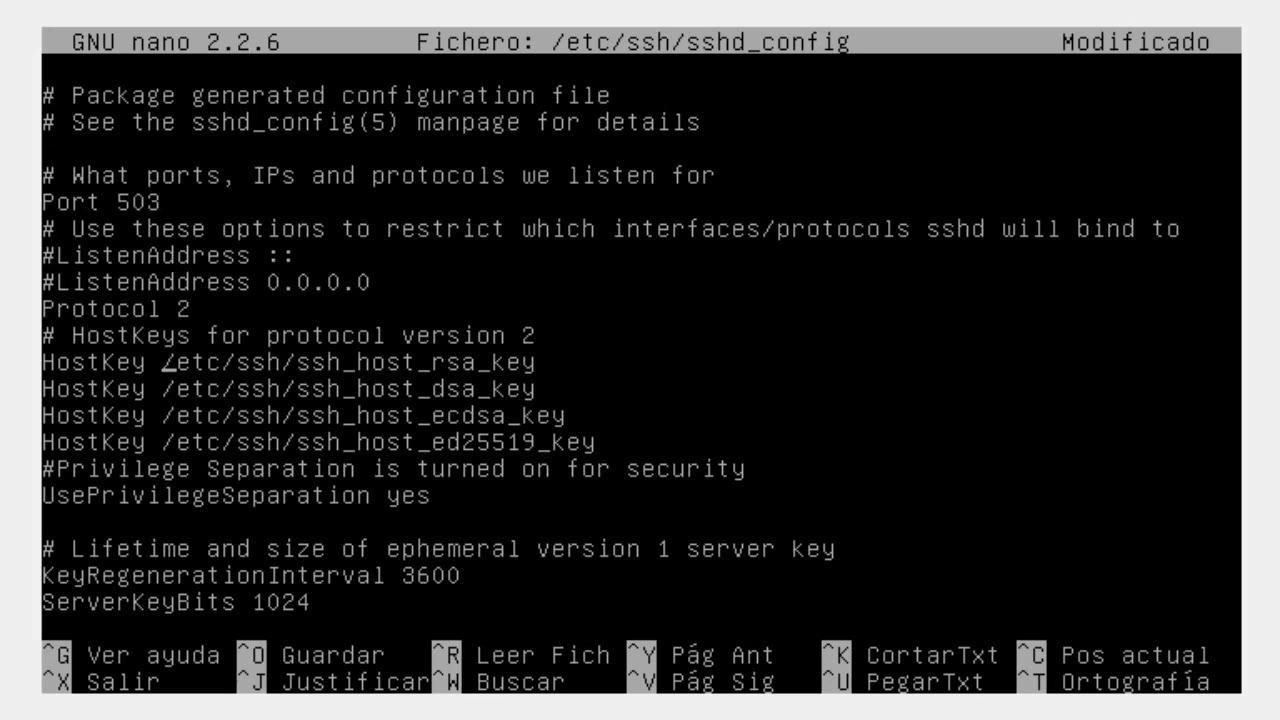 GNU nano 2.2.6 Fichero: /etc/ssh/sshd_config Modificado
# Package generated configuration file
# See the sshd_config(5) manpage for details
# What ports, IPs and protocols we listen for
Port 503
# Use these options to restrict which interfaces/protocols sshd will bind to
#ListenAddress ::
#ListenAddress 0.0.0.0
Protocol 2
# HostKeys for protocol version 2
HostKey /etc/ssh/ssh_host_rsa_key
HostKey /etc/ssh/ssh_host_dsa_key
HostKey /etc/ssh/ssh_host_ecdsa_key
HostKey /etc/ssh/ssh_host_ed25519_key
#Privilege Separation is turned on for security
UsePrivilegeSeparation yes
# Lifetime and size of ephemeral version 1 server key
KeyRegenerationInterval 3600
ServerKeyBits 1024
^G Ver ayuda ^O Guardar ^R Leer Fich ^Y Pág Ant ^K CortarTxt ^C Pos actual
^X Salir ^J Justificar ^W Buscar ^V Pág Sig ^U PegarTxt ^T Ortografía